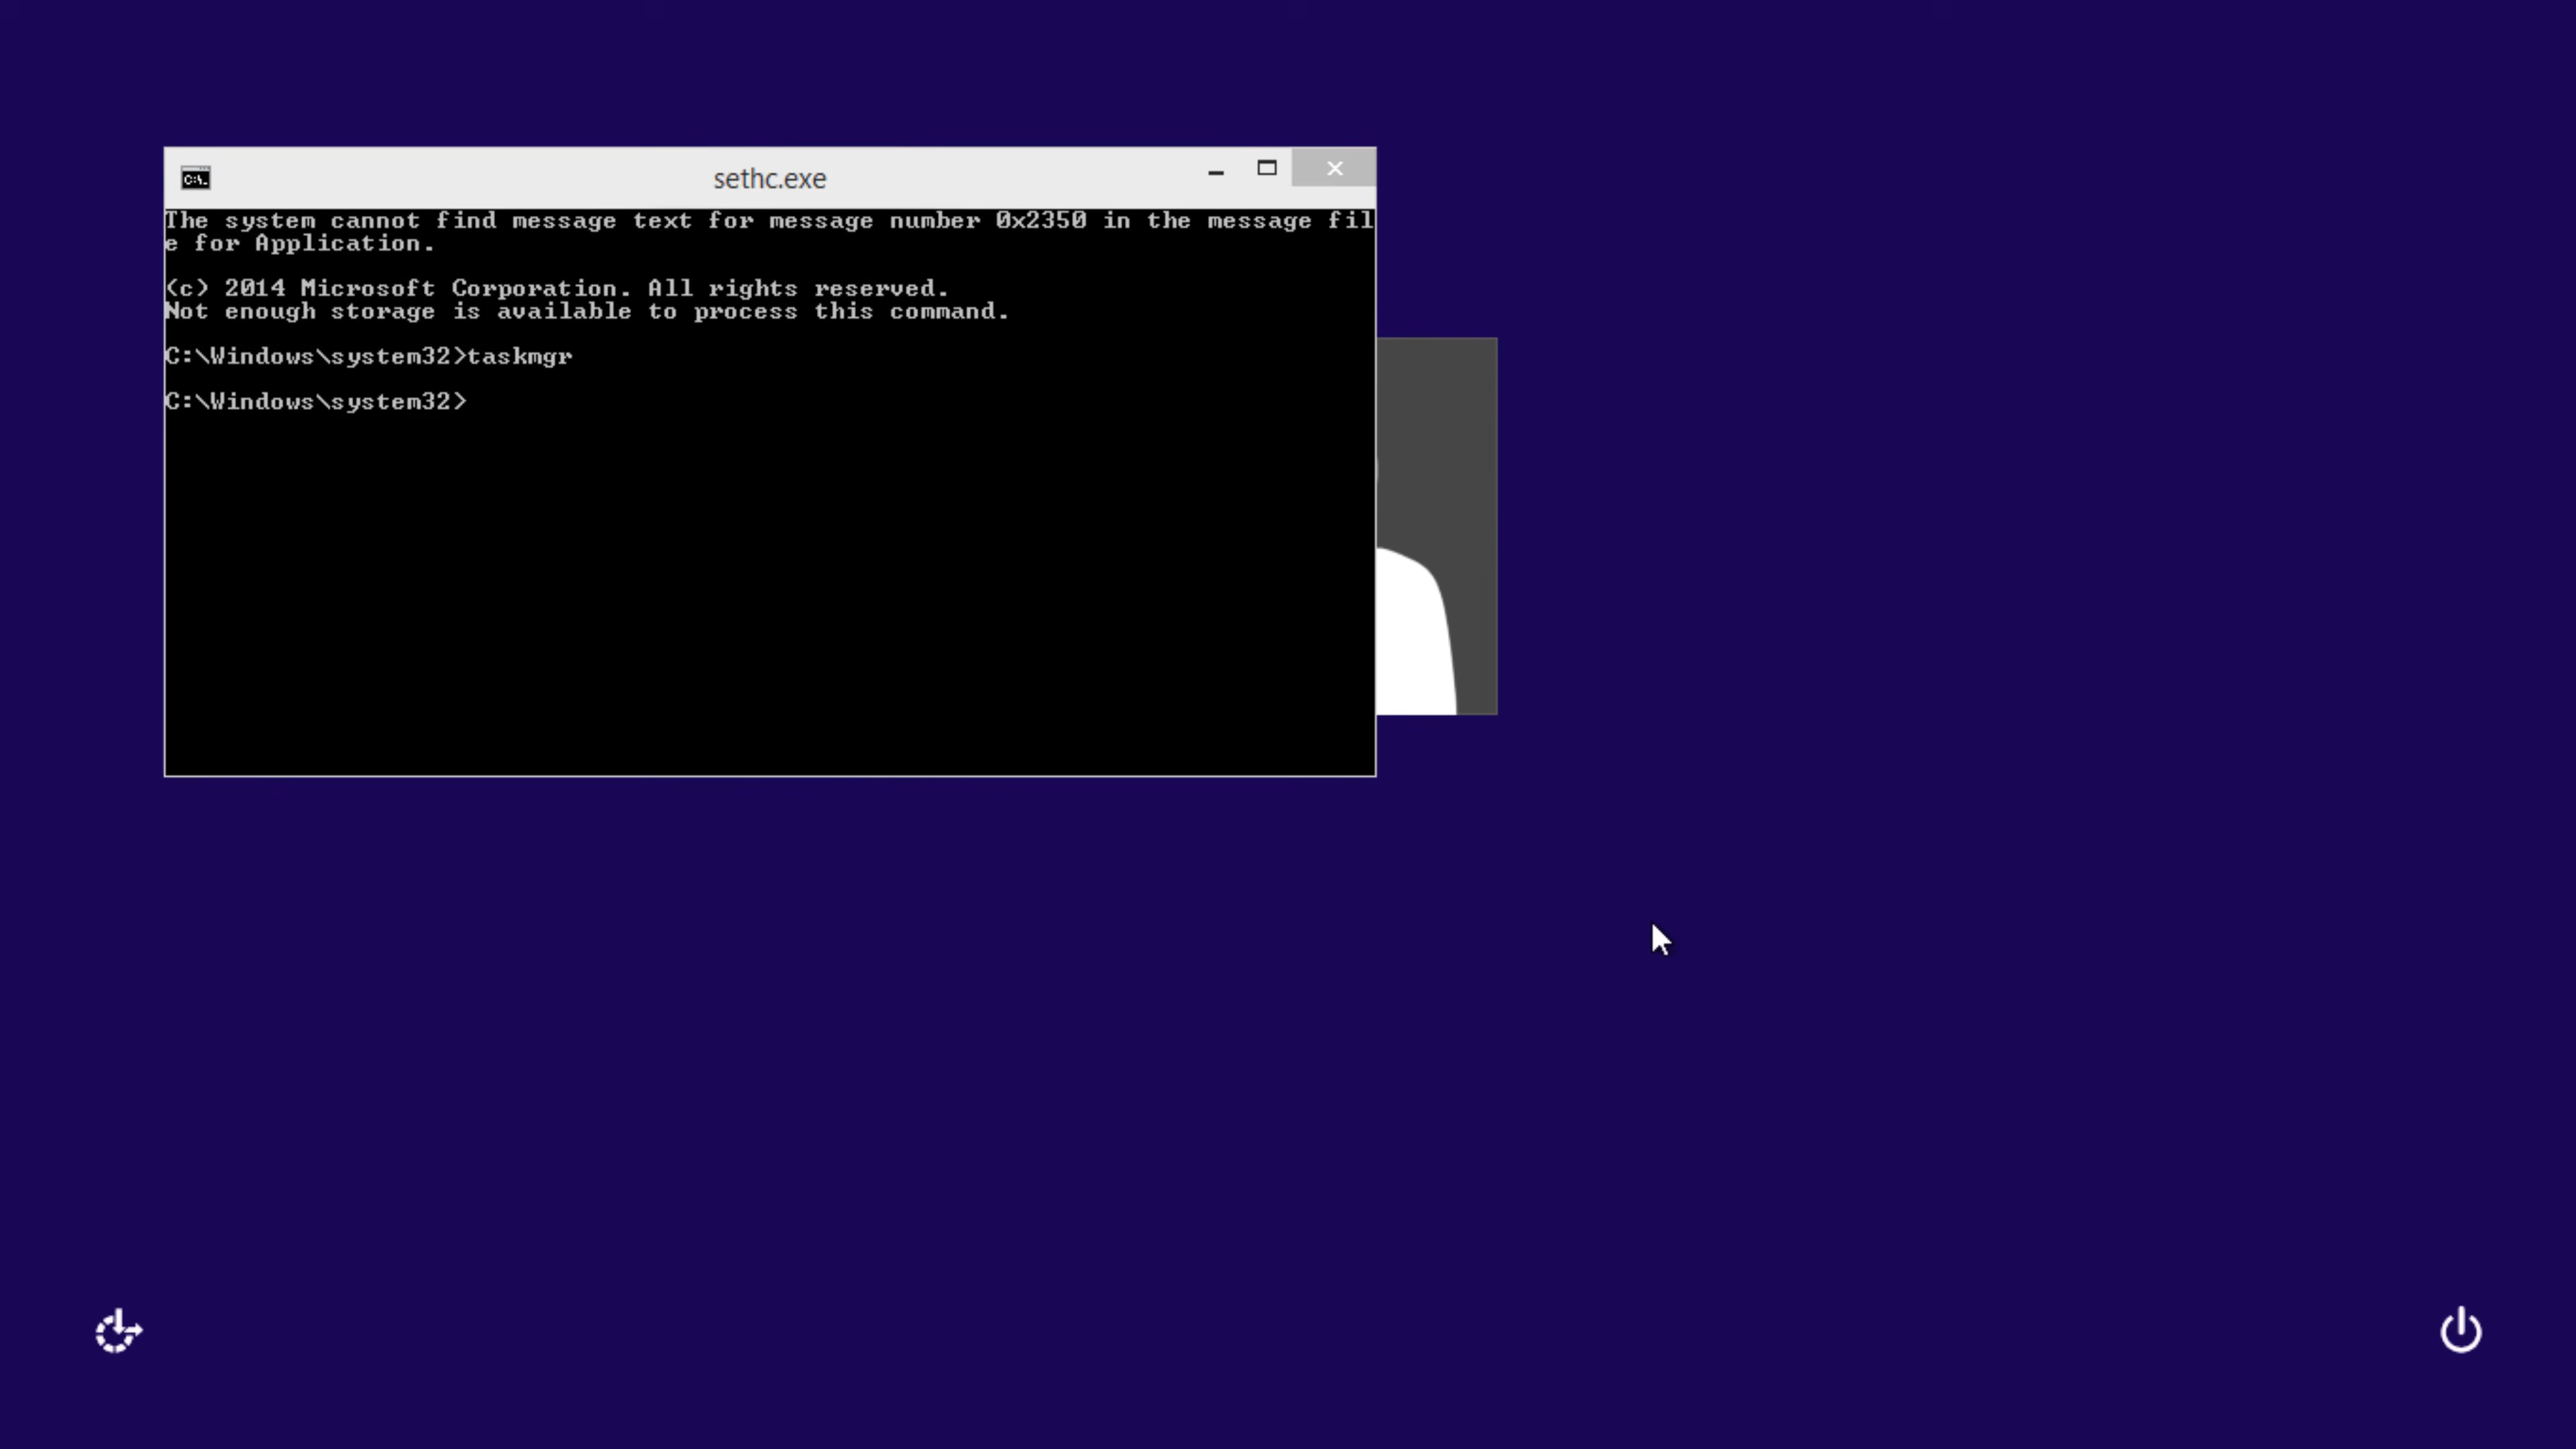 sethc.exe
The system cannot find message text for message number 0x2350 in the message fil
e for Application.
(c) 2014 Microsoft Corporation. All rights reserved.
Not enough storage is available to process this command.
C:\Windows\system32>taskmgr
C:\Windows\system32>